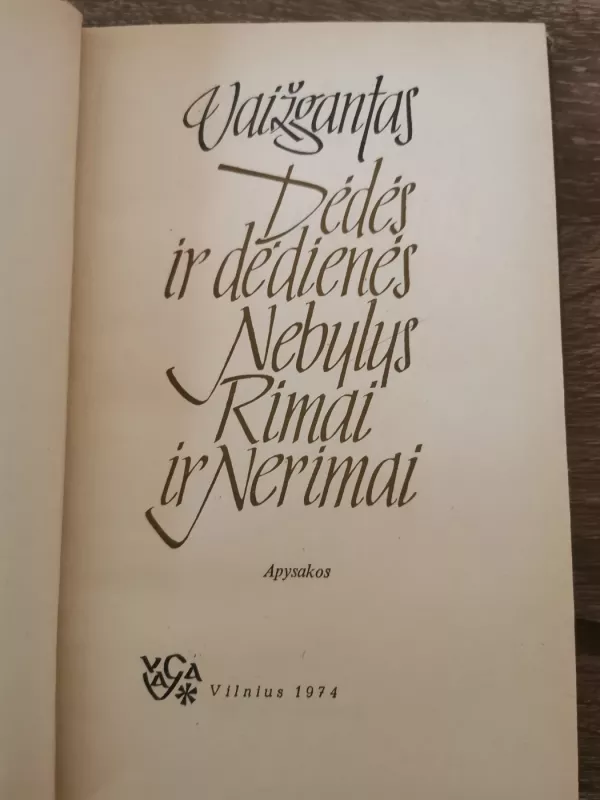 Vaižgantas
Dėdės
ir dėdienės
Nebylys
Rimai
ir Nerimai
Apysakos
VAGA
Vilnius 1974